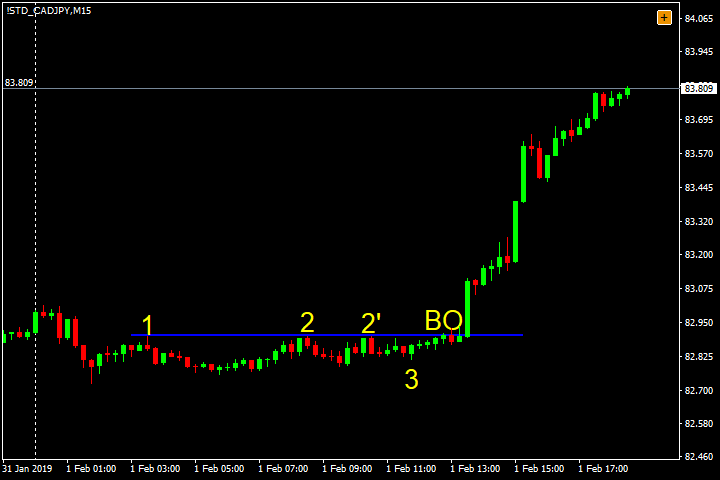 !STD_CADJPY,M15
84.065
83.945
83.809
83.809
83.695
83.570
83.445
83.320
83.200
83.075
82.950
82.825
82.700
82.580
82.460
1
2
2'
BO
3
31 Jan 2019
1 Feb 01:00
1 Feb 03:00
1 Feb 05:00
1 Feb 07:00
1 Feb 09:00
1 Feb 11:00
1 Feb 13:00
1 Feb 15:00
1 Feb 17:00